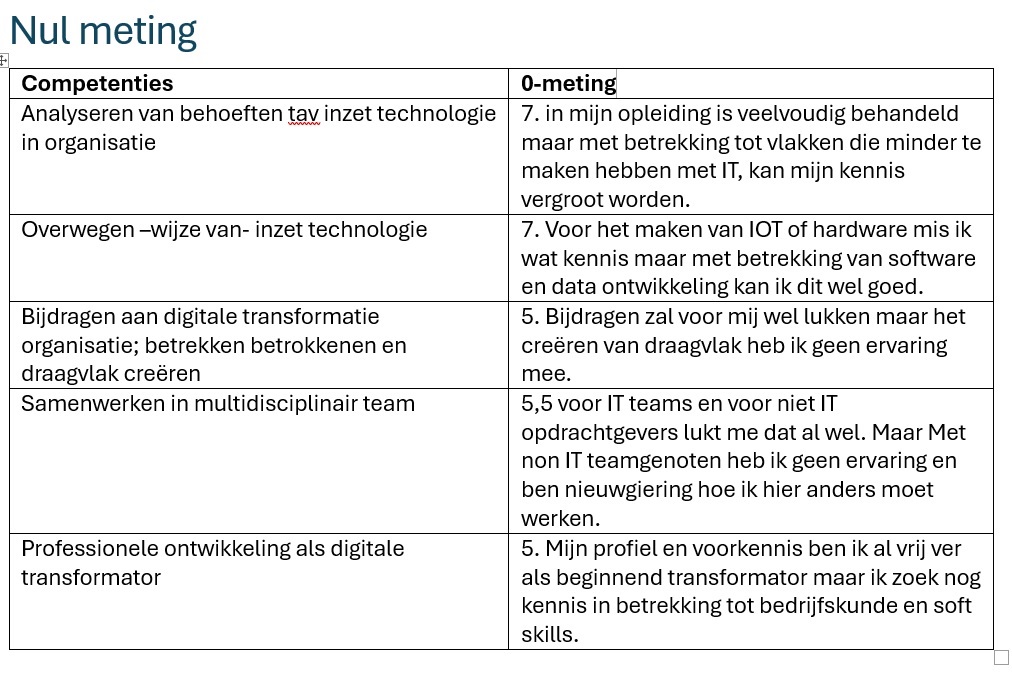 Nul meting
Competenties
0-meting
Analyseren van behoeften tav inzet technologie
in organisatie
7. in mijn opleiding is veelvoudig behandeld
maar met betrekking tot vlakken die minder te
maken hebben met IT, kan mijn kennis
vergroot worden.
Overwegen –wijze van- inzet technologie
7. Voor het maken van IOT of hardware mis ik
wat kennis maar met betrekking van software
en data ontwikkeling kan ik dit wel goed.
Bijdragen aan digitale transformatie
organisatie; betrekken betrokkenen en
draagvlak creëren
5. Bijdragen zal voor mij wel lukken maar het
creëren van draagvlak heb ik geen ervaring
mee.
Samenwerken in multidisciplinair team
5,5 voor IT teams en voor niet IT
opdrachtgevers lukt me dat al wel. Maar Met
non IT teamgenoten heb ik geen ervaring en
ben nieuwgiering hoe ik hier anders moet
werken.
Professionele ontwikkeling als digitale
transformator
5. Mijn profiel en voorkennis ben ik al vrij ver
als beginnend transformator maar ik zoek nog
kennis in betrekking tot bedrijfskunde en soft
skills.